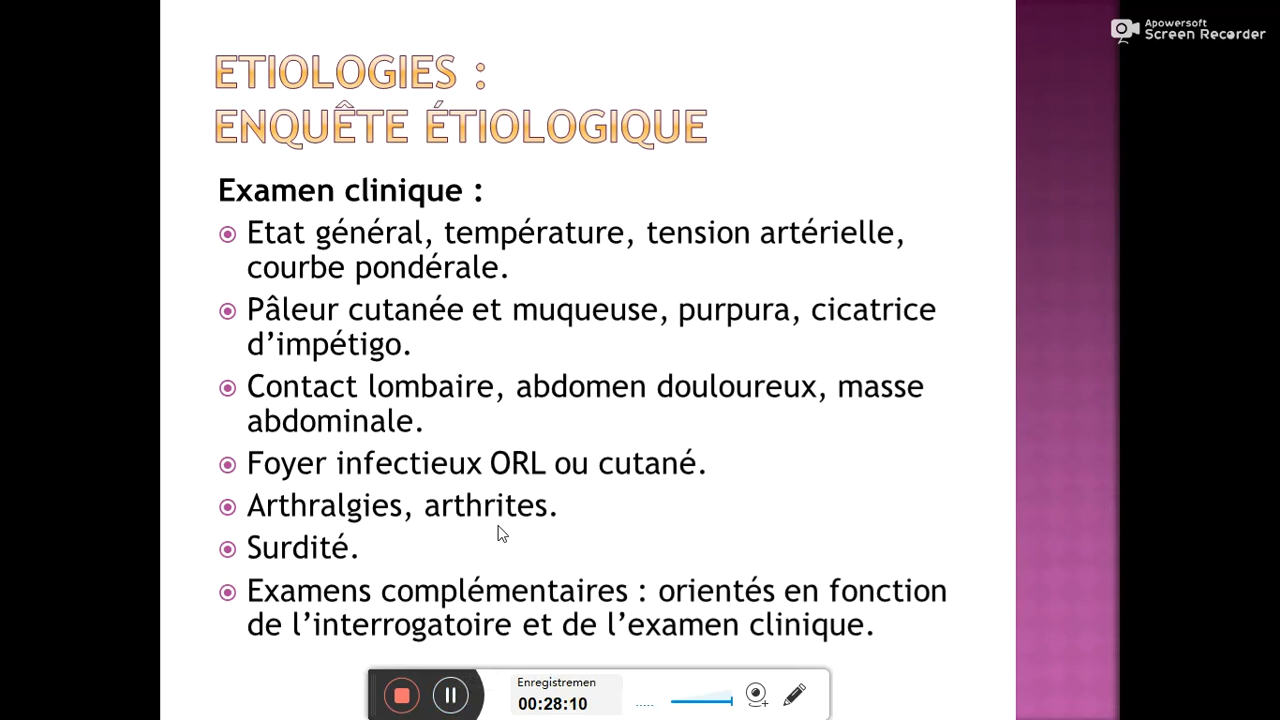 Apowersoft
Screen Recorder
ETIOLOGIES :
ENQUÊTE ÉTIOLOGIQUE
Examen clinique :
Etat général, température, tension artérielle,
courbe pondérale.
Pâleur cutanée et muqueuse, purpura, cicatrice
d’impétigo.
Contact lombaire, abdomen douloureux, masse
abdominale.
Foyer infectieux ORL ou cutané.
Arthralgies, arthrites.
Surdité.
Examens complémentaires : orientés en fonction
de l’interrogatoire et de l’examen clinique.
Enregistremen
00:28:10